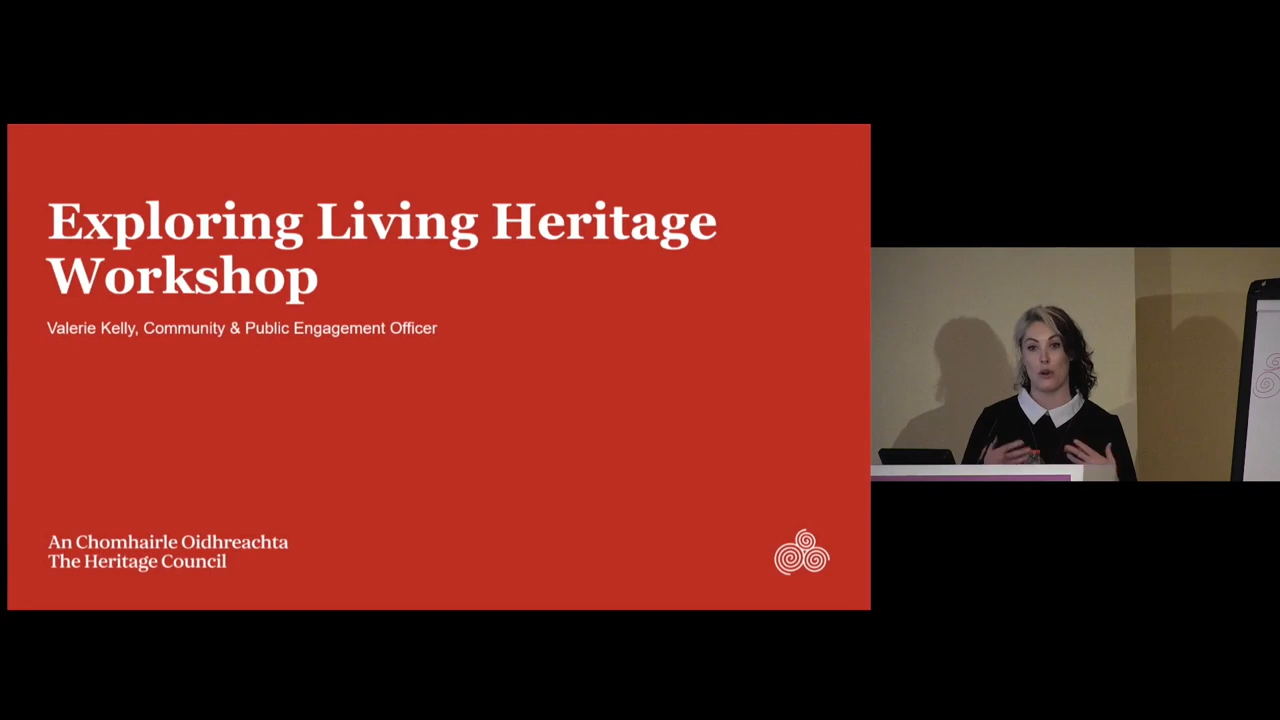 Exploring Living Heritage
Workshop
Valerie Kelly, Community & Public Engagement Officer
An Chomhairle Oidhreachta
The Heritage Council